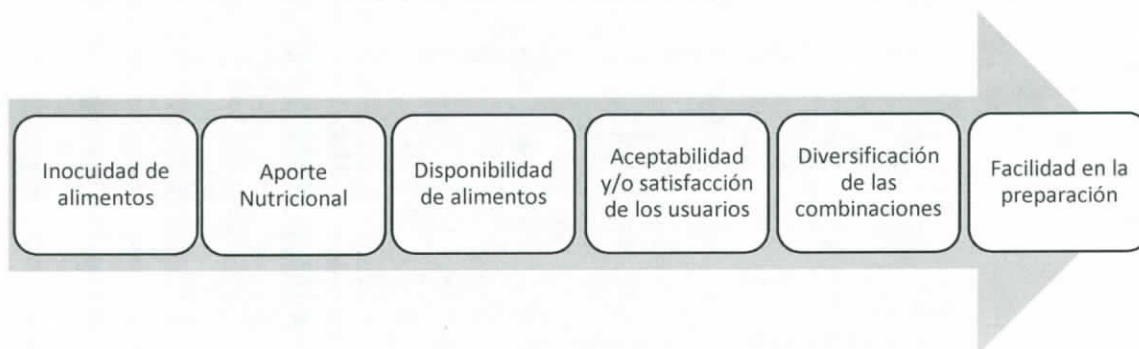 Inocuidad de
alimentos
Aporte
Nutricional
Disponibilidad
de alimentos
Aceptabilidad
y/o satisfacción
de los usuarios
Diversificación
de las
combinaciones
Facilidad en la
preparación